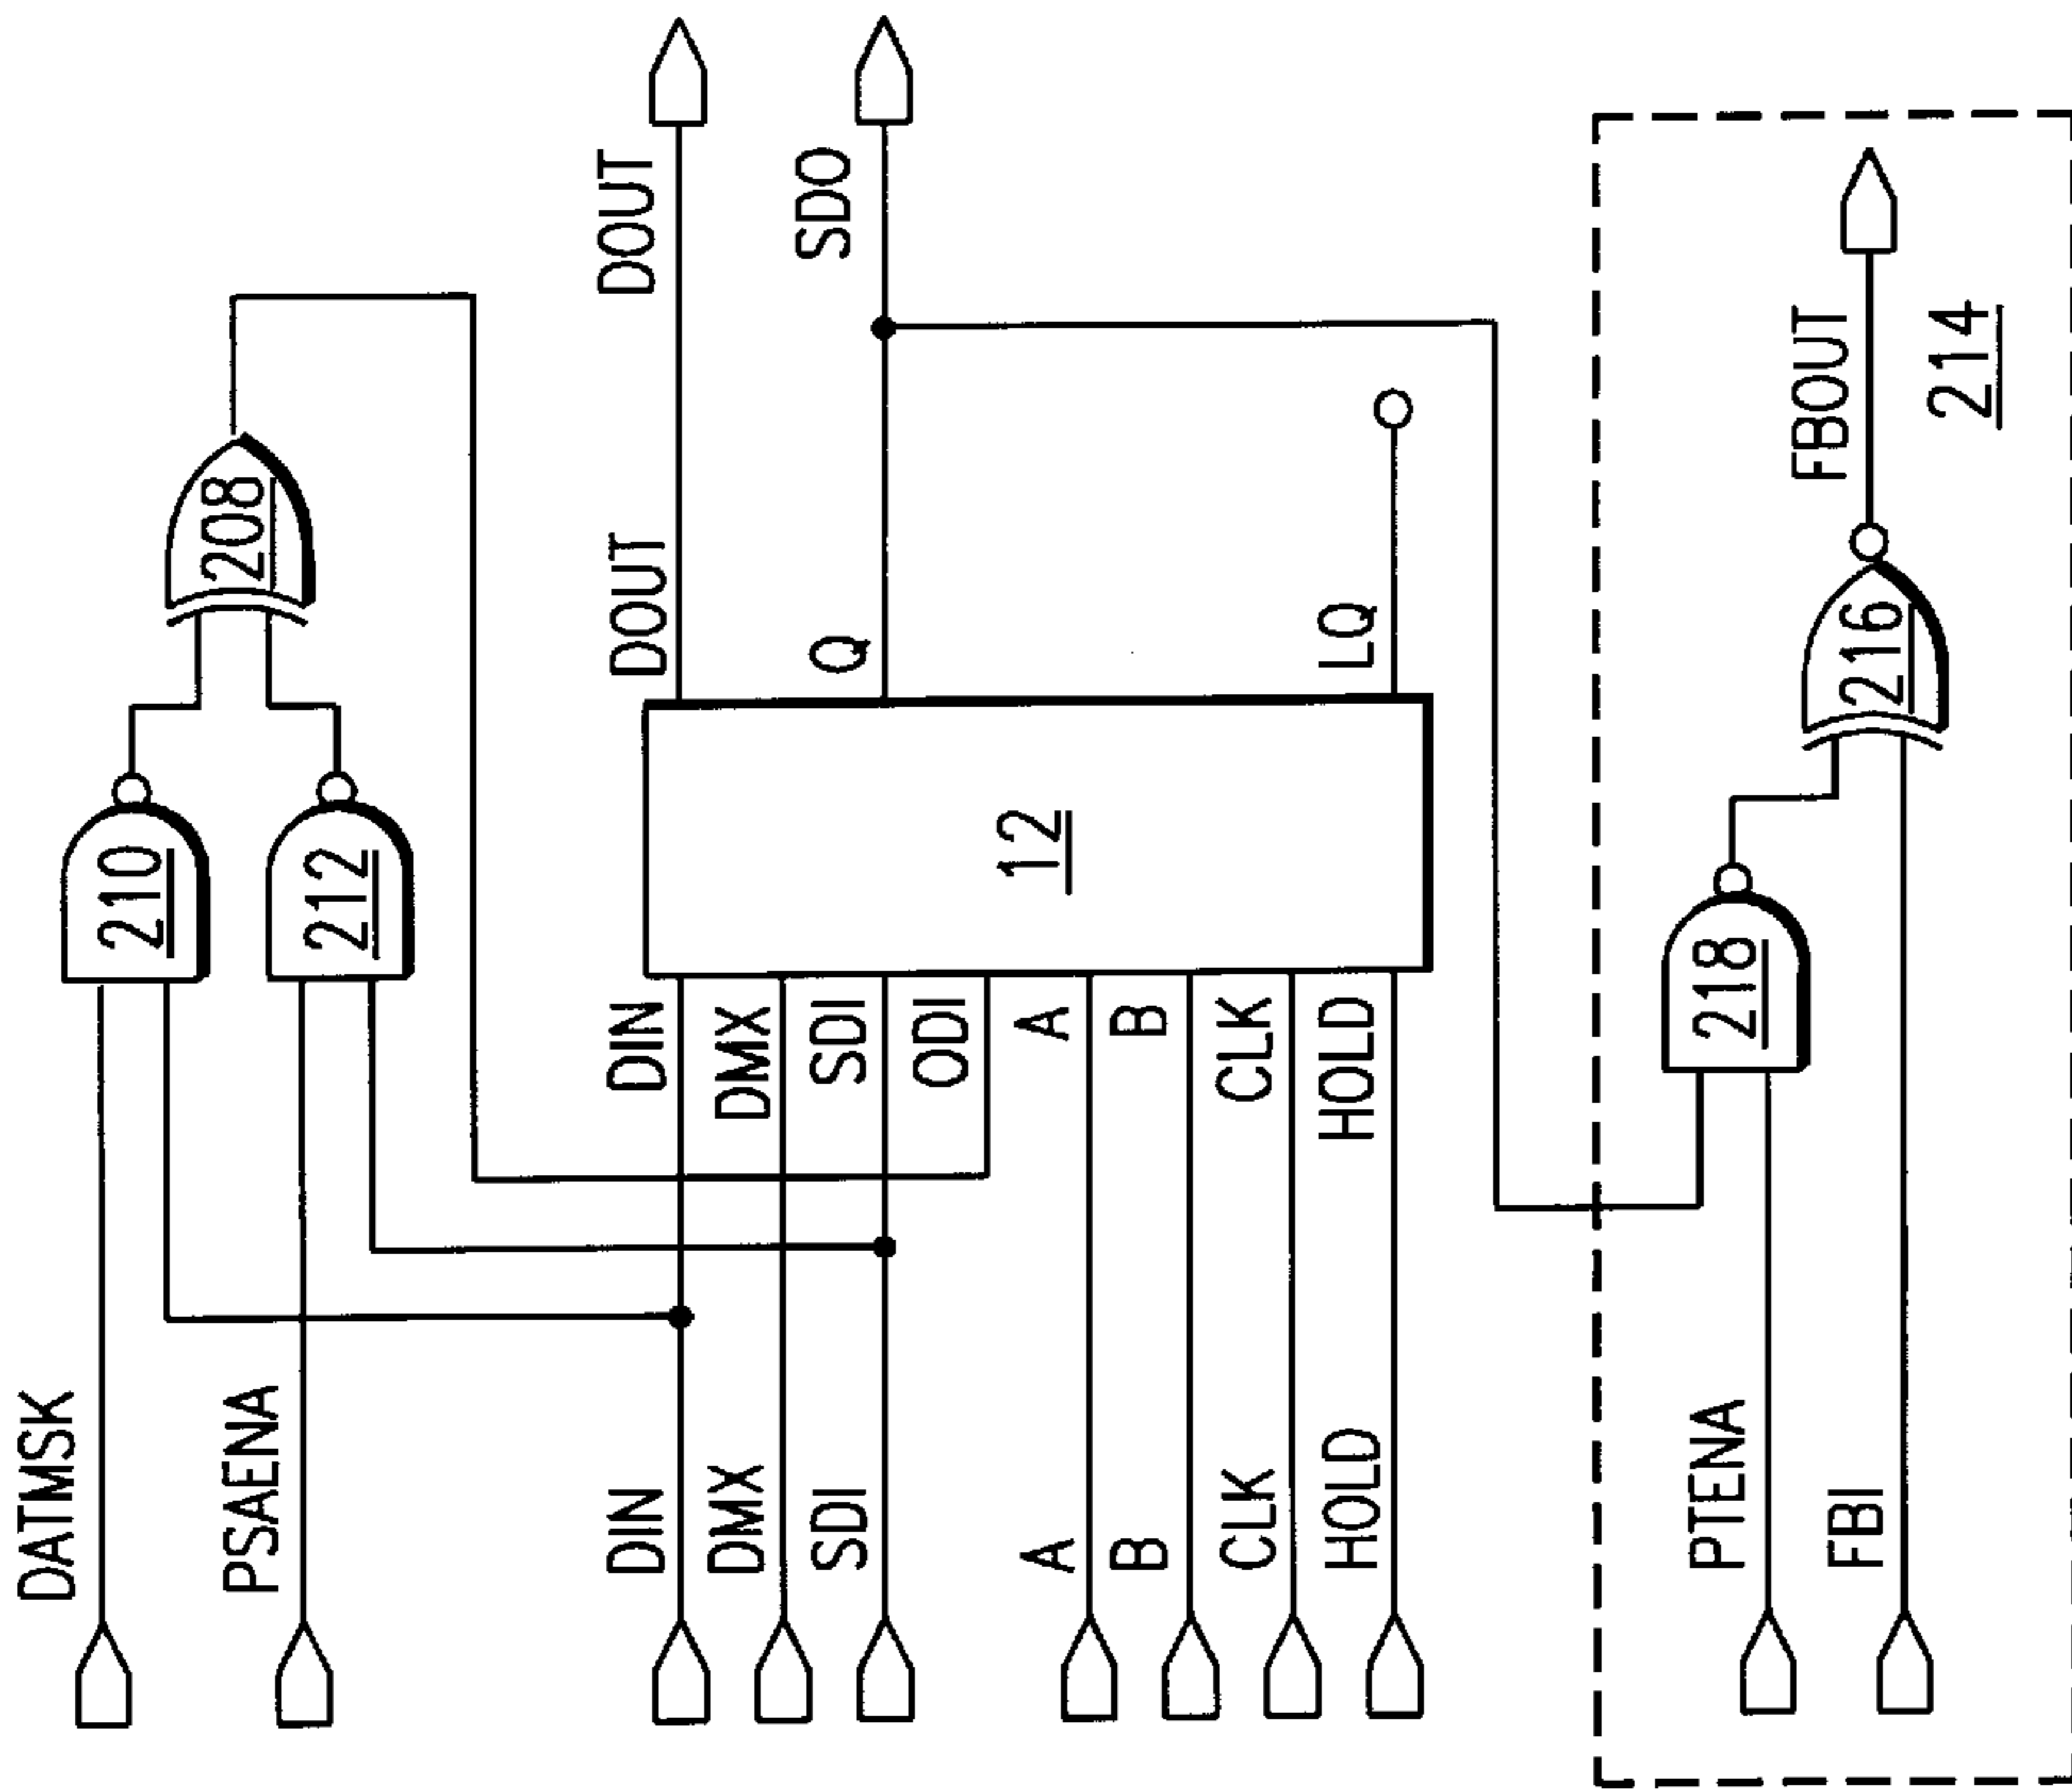 DATMSK
PSAENA
210
212
208
DIN
DMX
SDI
A
B
CLK
HOLD
DIN
DMX
SDI
ODI
A
B
CLK
HOLD
12
DOUT
Q
LQ
DOUT
SDO
PTENA
FBI
218
216
FBOUT
214